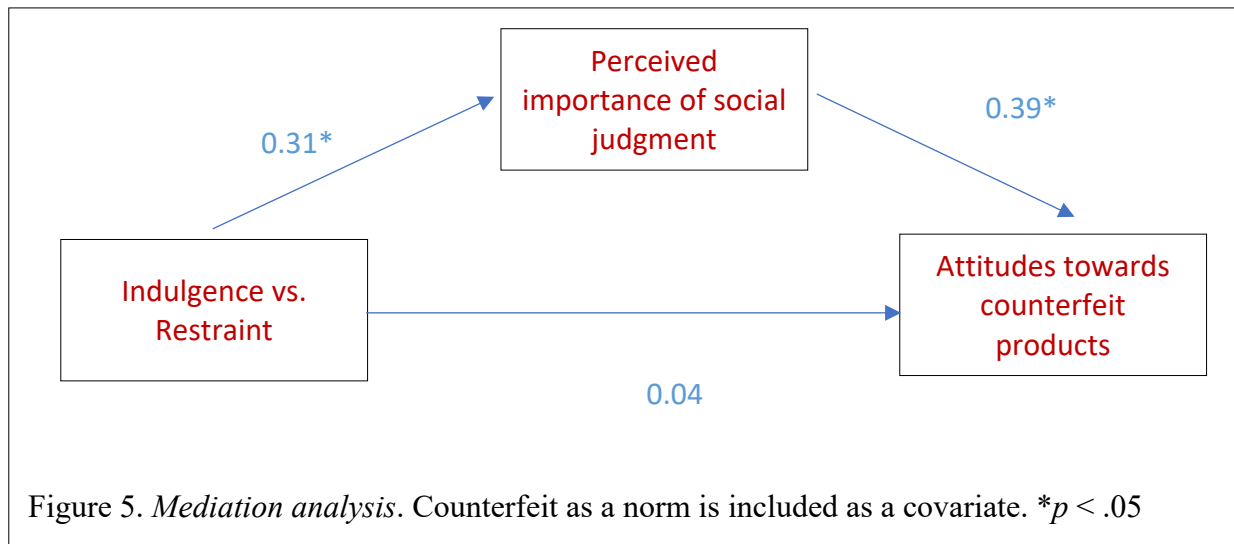 Perceived
importance of social
judgment
0.31*
0.39*
Indulgence vs.
Restraint
Attitudes towards
counterfeit
products
0.04
Figure 5. Mediation analysis. Counterfeit as a norm is included as a covariate. *p < .05